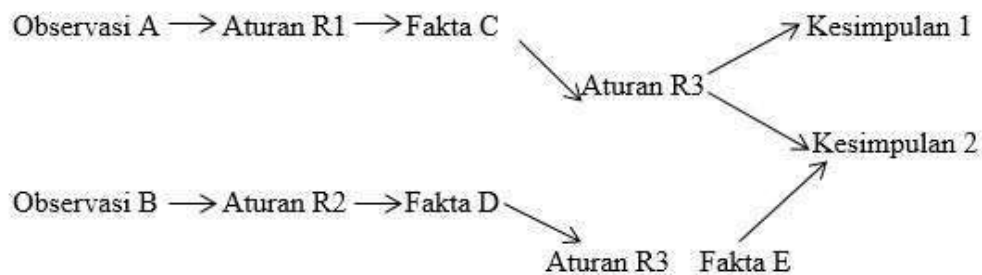 Observasi A Aturan R1 Fakta C Kesimpulan 1
Aturan R3
Kesimpulan 2
Observasi B Aturan R2 Fakta D
Aturan R3 Fakta E